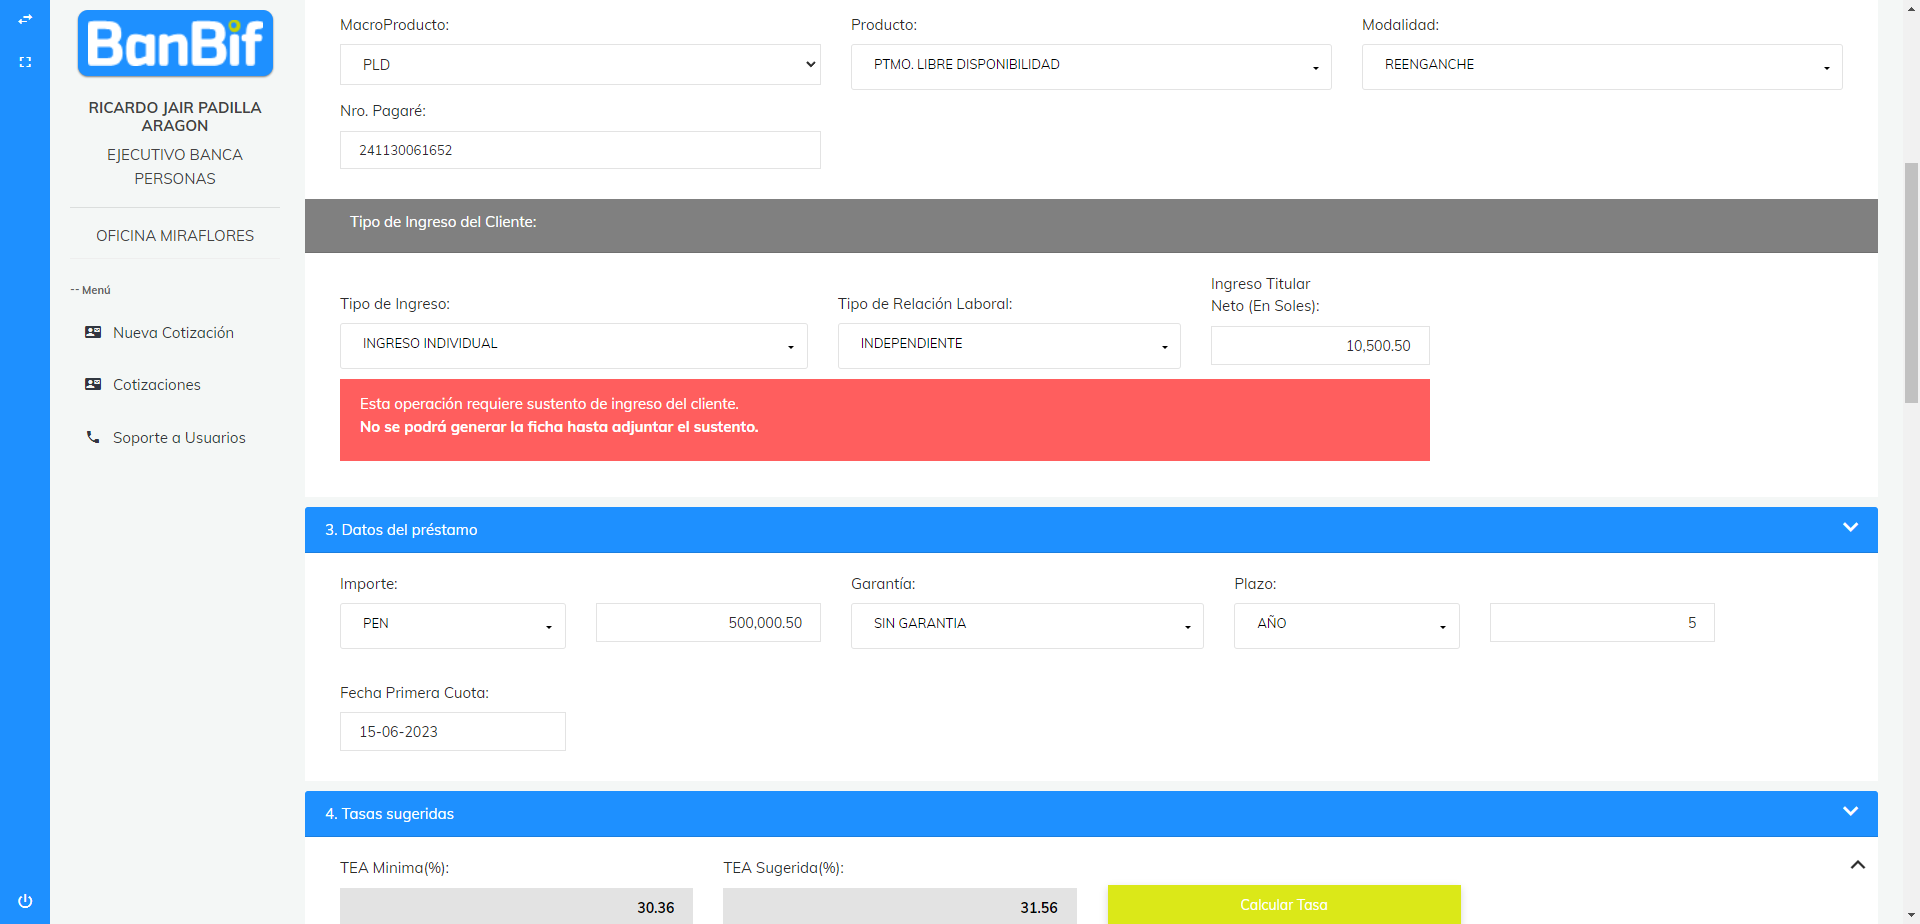 BanBif
RICARDO JAIR PADILLA
ARAGON
EJECUTIVO BANCA
PERSONAS
OFICINA MIRAFLORES
-- Menú
Nueva Cotización
Cotizaciones
Soporte a Usuarios
MacroProducto:
Producto:
Modalidad:
PLD
PTMO. LIBRE DISPONIBILIDAD
REENGANCHE
Nro. Pagaré:
241130061652
Tipo de Ingreso del Cliente:
Tipo de Ingreso:
Tipo de Relación Laboral:
Ingreso Titular
Neto (En Soles):
INGRESO INDIVIDUAL
INDEPENDIENTE
10,500.50
Esta operación requiere sustento de ingreso del cliente.
No se podrá generar la ficha hasta adjuntar el sustento.
3. Datos del préstamo
Importe:
Garantía:
Plazo:
PEN
500,000.50
SIN GARANTIA
AÑO
5
Fecha Primera Cuota:
15-06-2023
4. Tasas sugeridas
TEA Minima(%):
TEA Sugerida(%):
30.36
31.56
Calcular Tasa